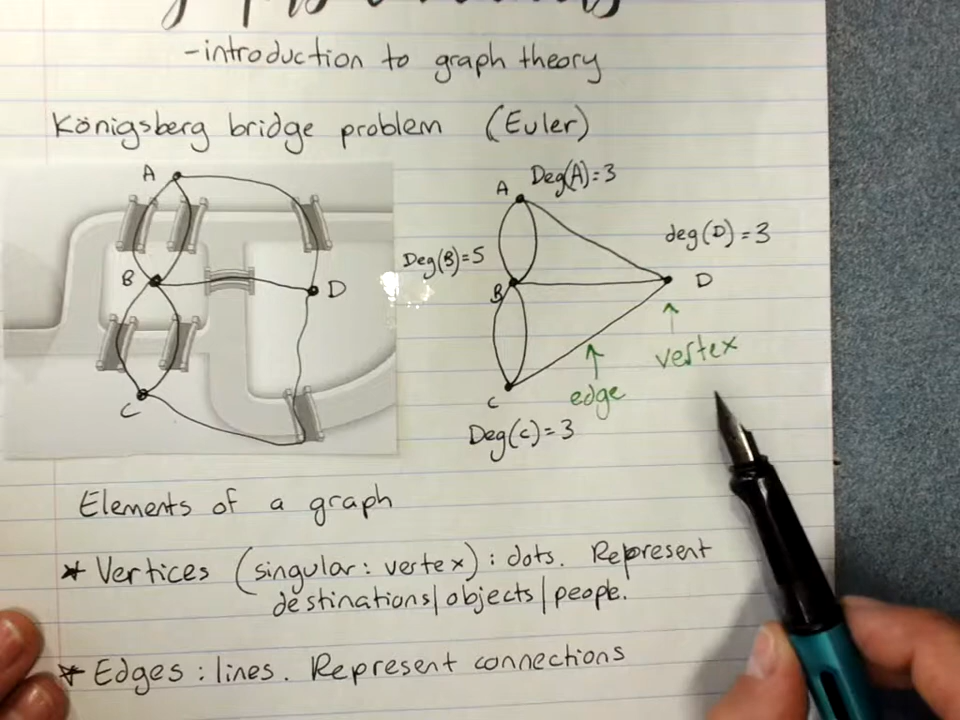 -introduction to graph theory
Königsberg bridge problem (Euler)
A
B
D
C
A Deg(A)=3
deg(D)=3
Deg(B)=5
B
D
vertex
edge
C
Deg(C)=3
Elements of a graph
* Vertices (singular: vertex): dots. Represent
destinations/objects/people.
* Edges: lines. Represent connections